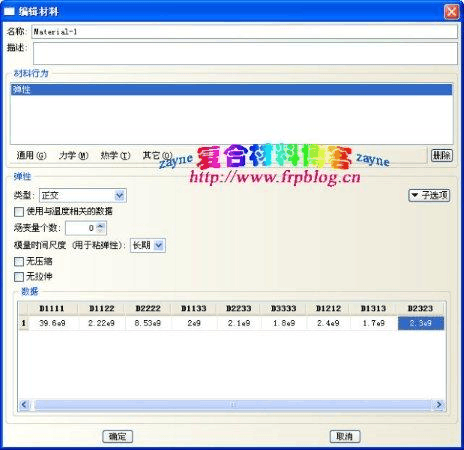 编辑材料
名称: Material-1
描述:
材料行为
弹性
通用(G) 力学(M) 热学(T) 其它(O) 删除
zayne 复合材料博客 zayne
http://www.frpblog.cn
弹性
类型: 正交 子选项
使用与温度相关的数据
场变量个数: 0
模量时间尺度 (用于粘弹性): 长期
无压缩
无拉伸
数据
D1111 D1122 D2222 D1133 D2233 D3333 D1212 D1313 D2323
1 39.6e9 2.22e9 8.53e9 2e9 2.1e9 1.8e9 2.4e9 1.7e9 2.3e9
确定 取消